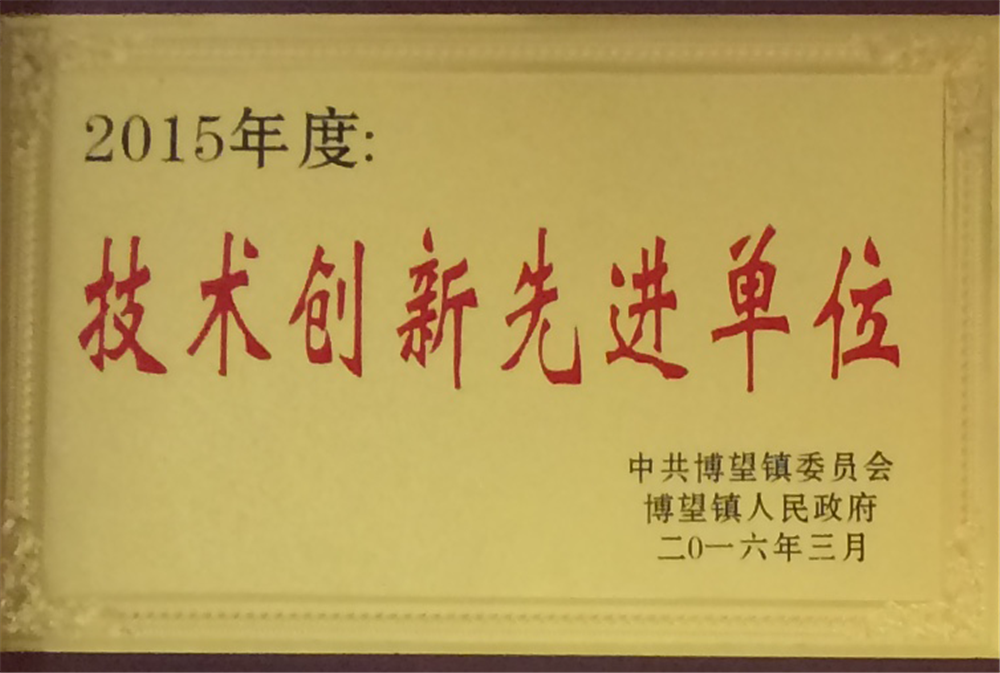 2015年度:
技术创新先进单位
中共博望镇委员会
博望镇人民政府
二0一六年三月